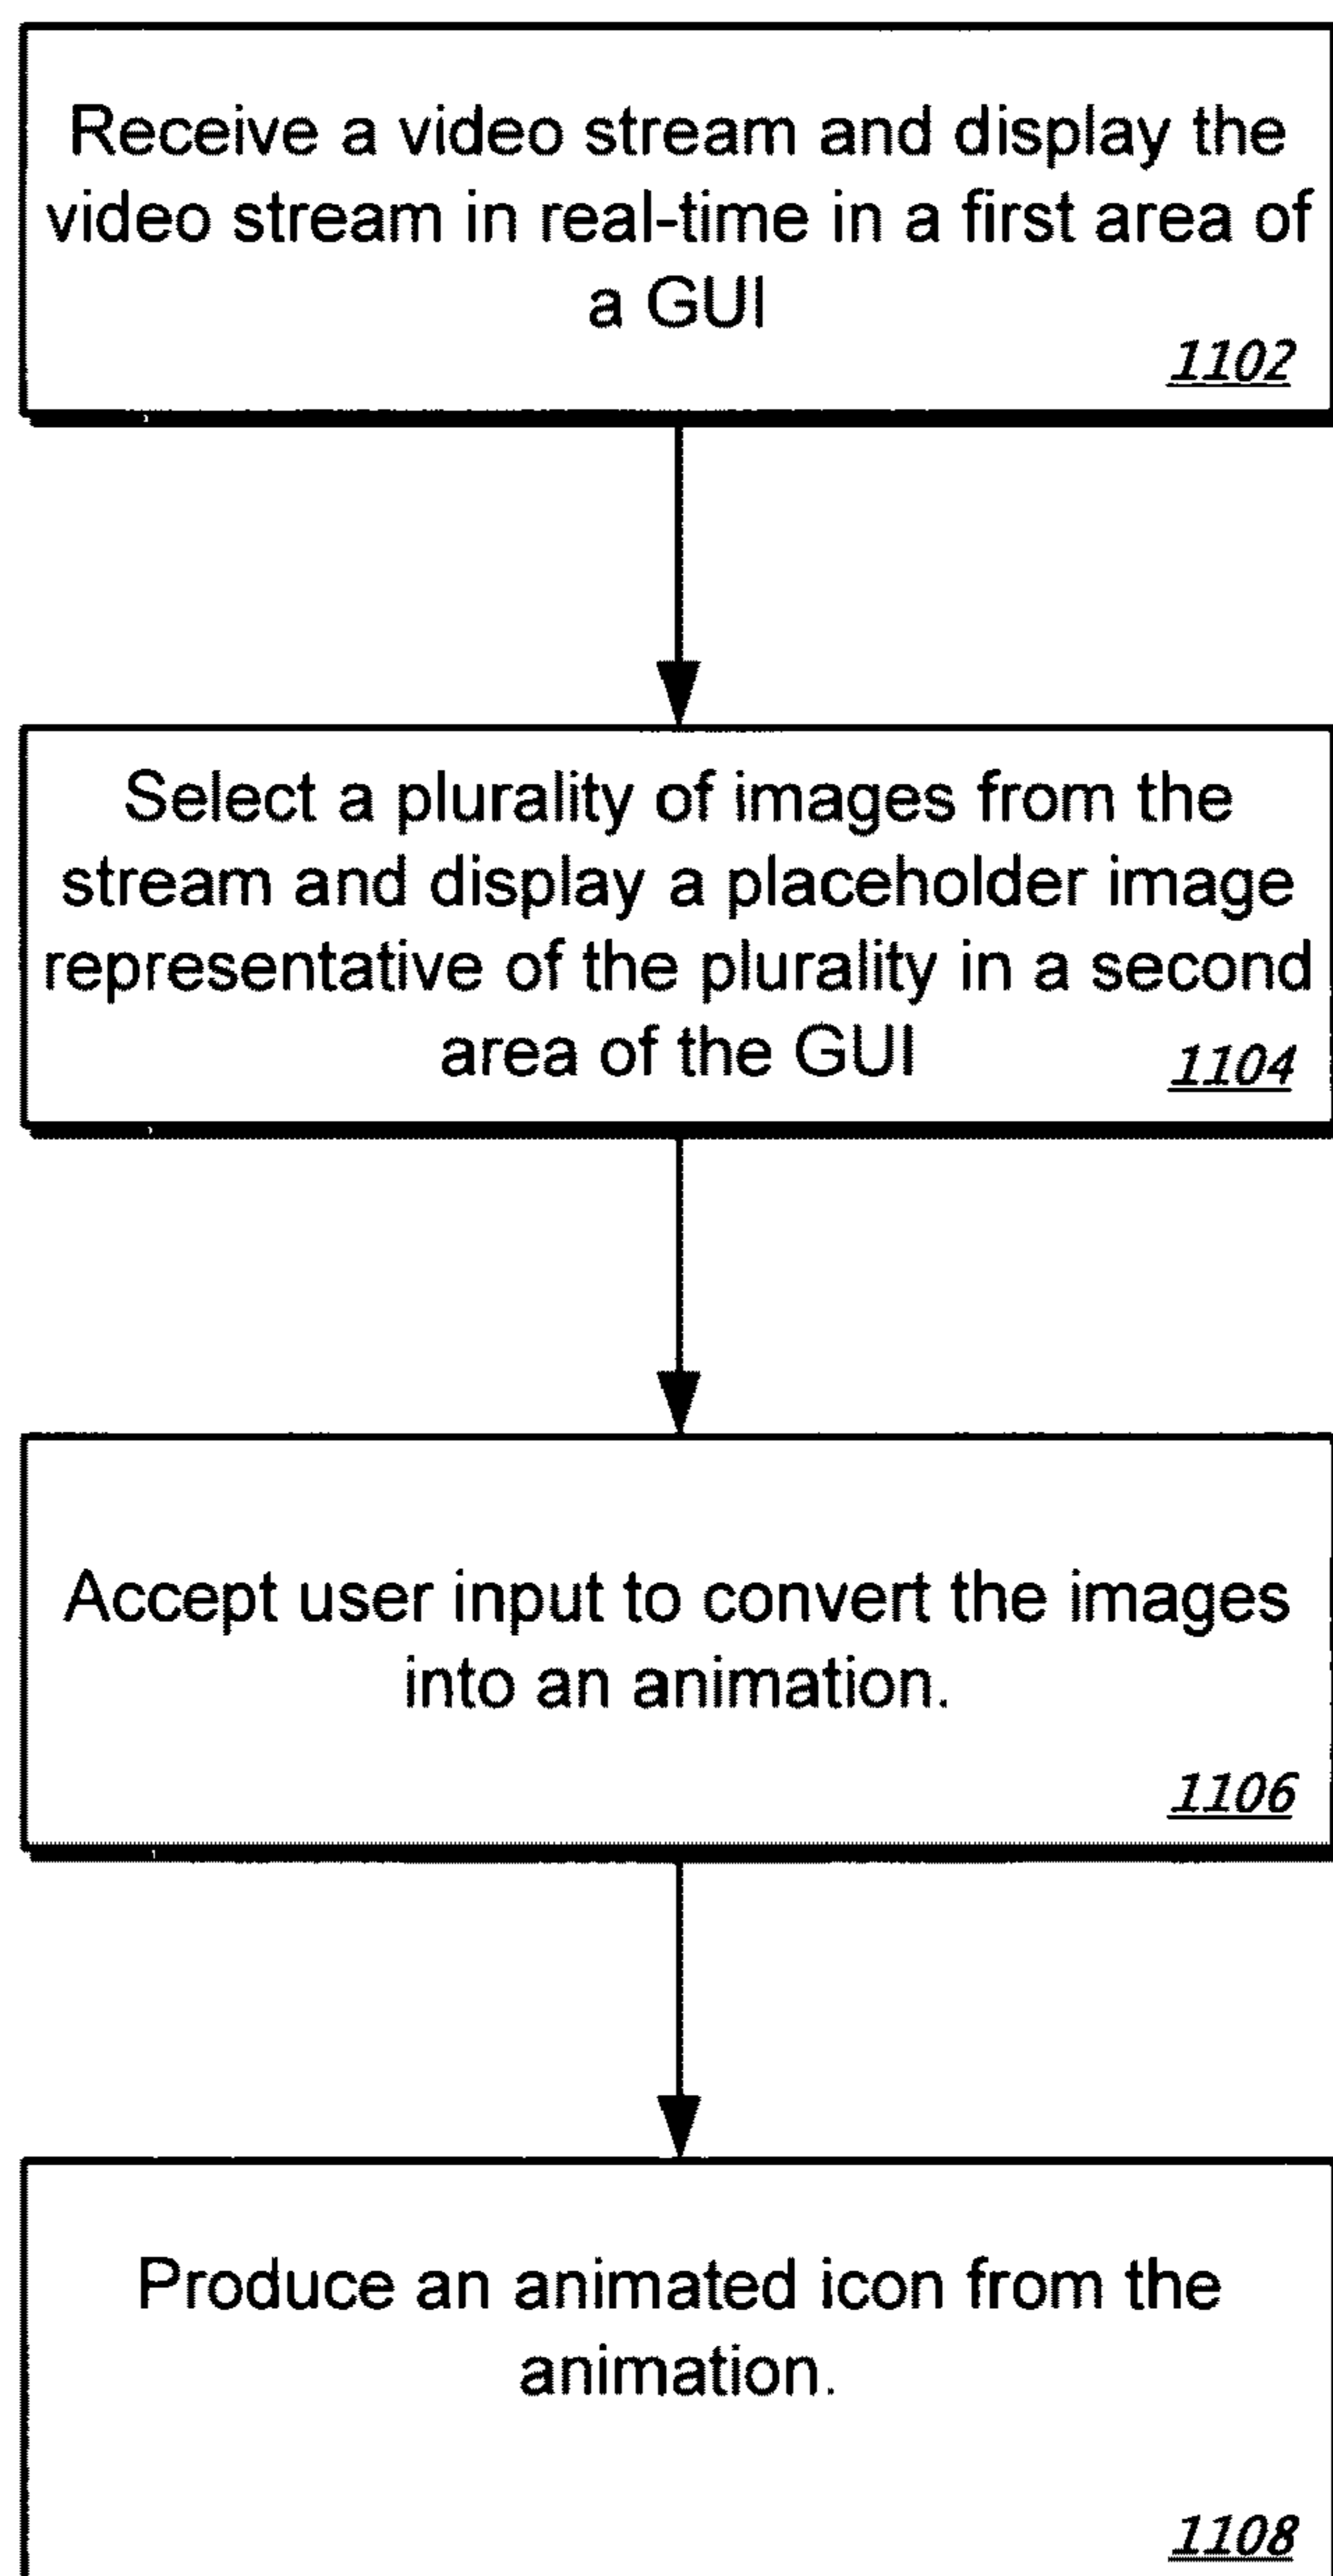 Receive a video stream and display the
video stream in real-time in a first area of
a GUI
1102
Select a plurality of images from the
stream and display a placeholder image
representative of the plurality in a second
area of the GUI
1104
Accept user input to convert the images
into an animation.
1106
Produce an animated icon from the
animation.
1108